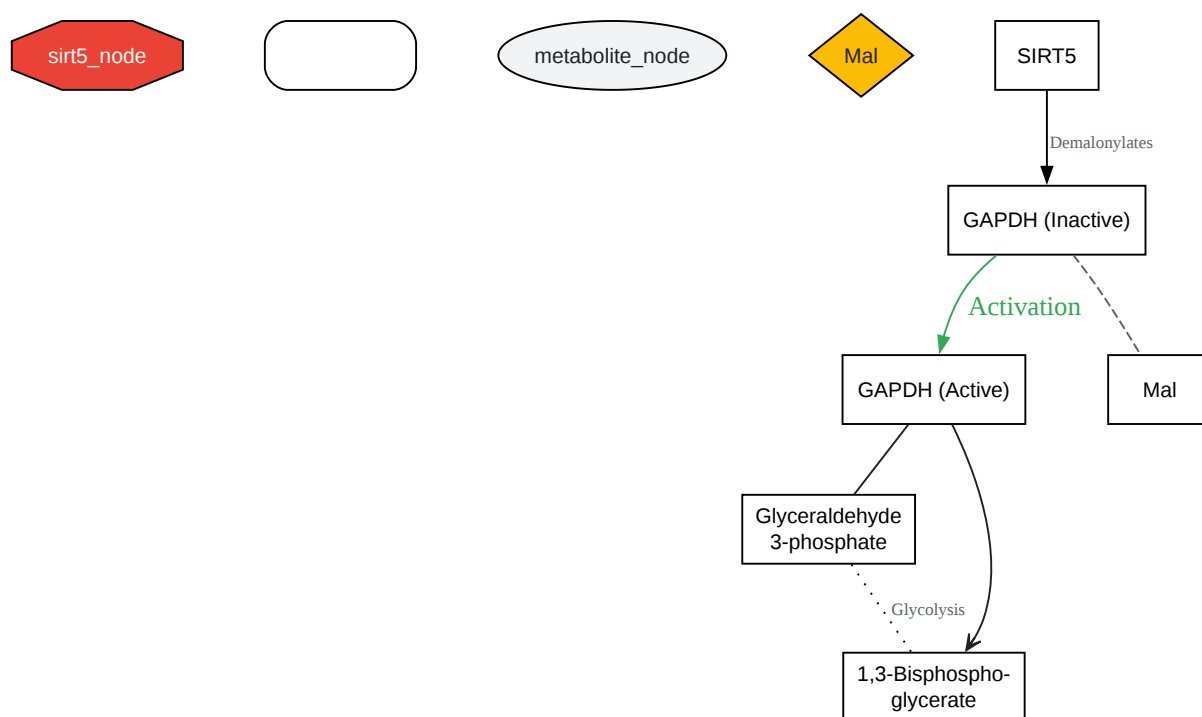 sirt5_node
metabolite_node
Mal
SIRT5
Demalonylates
GAPDH (Inactive)
Activation
GAPDH (Active)
Mal
Glyceraldehyde
3-phosphate
Glycolysis
1,3-Bisphospho-
glycerate